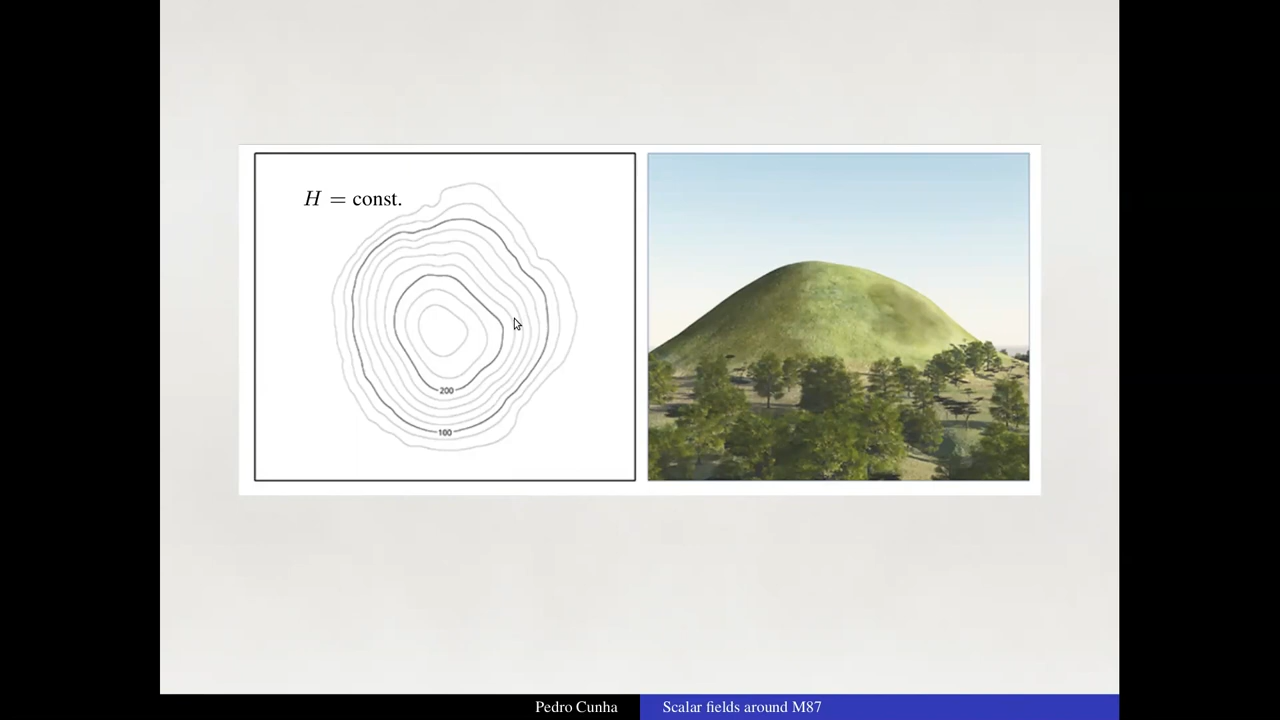 H = const.
200
100
Pedro Cunha
Scalar fields around M87